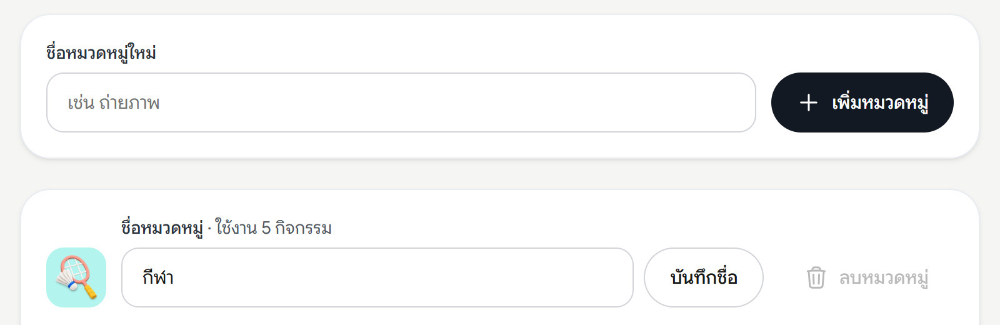 ชื่อหมวดหมู่ใหม่
เช่น ถ่ายภาพ
เพิ่มหมวดหมู่
ชื่อหมวดหมู่ · ใช้งาน 5 กิจกรรม
กีฬา
บันทึกชื่อ
ลบหมวดหมู่